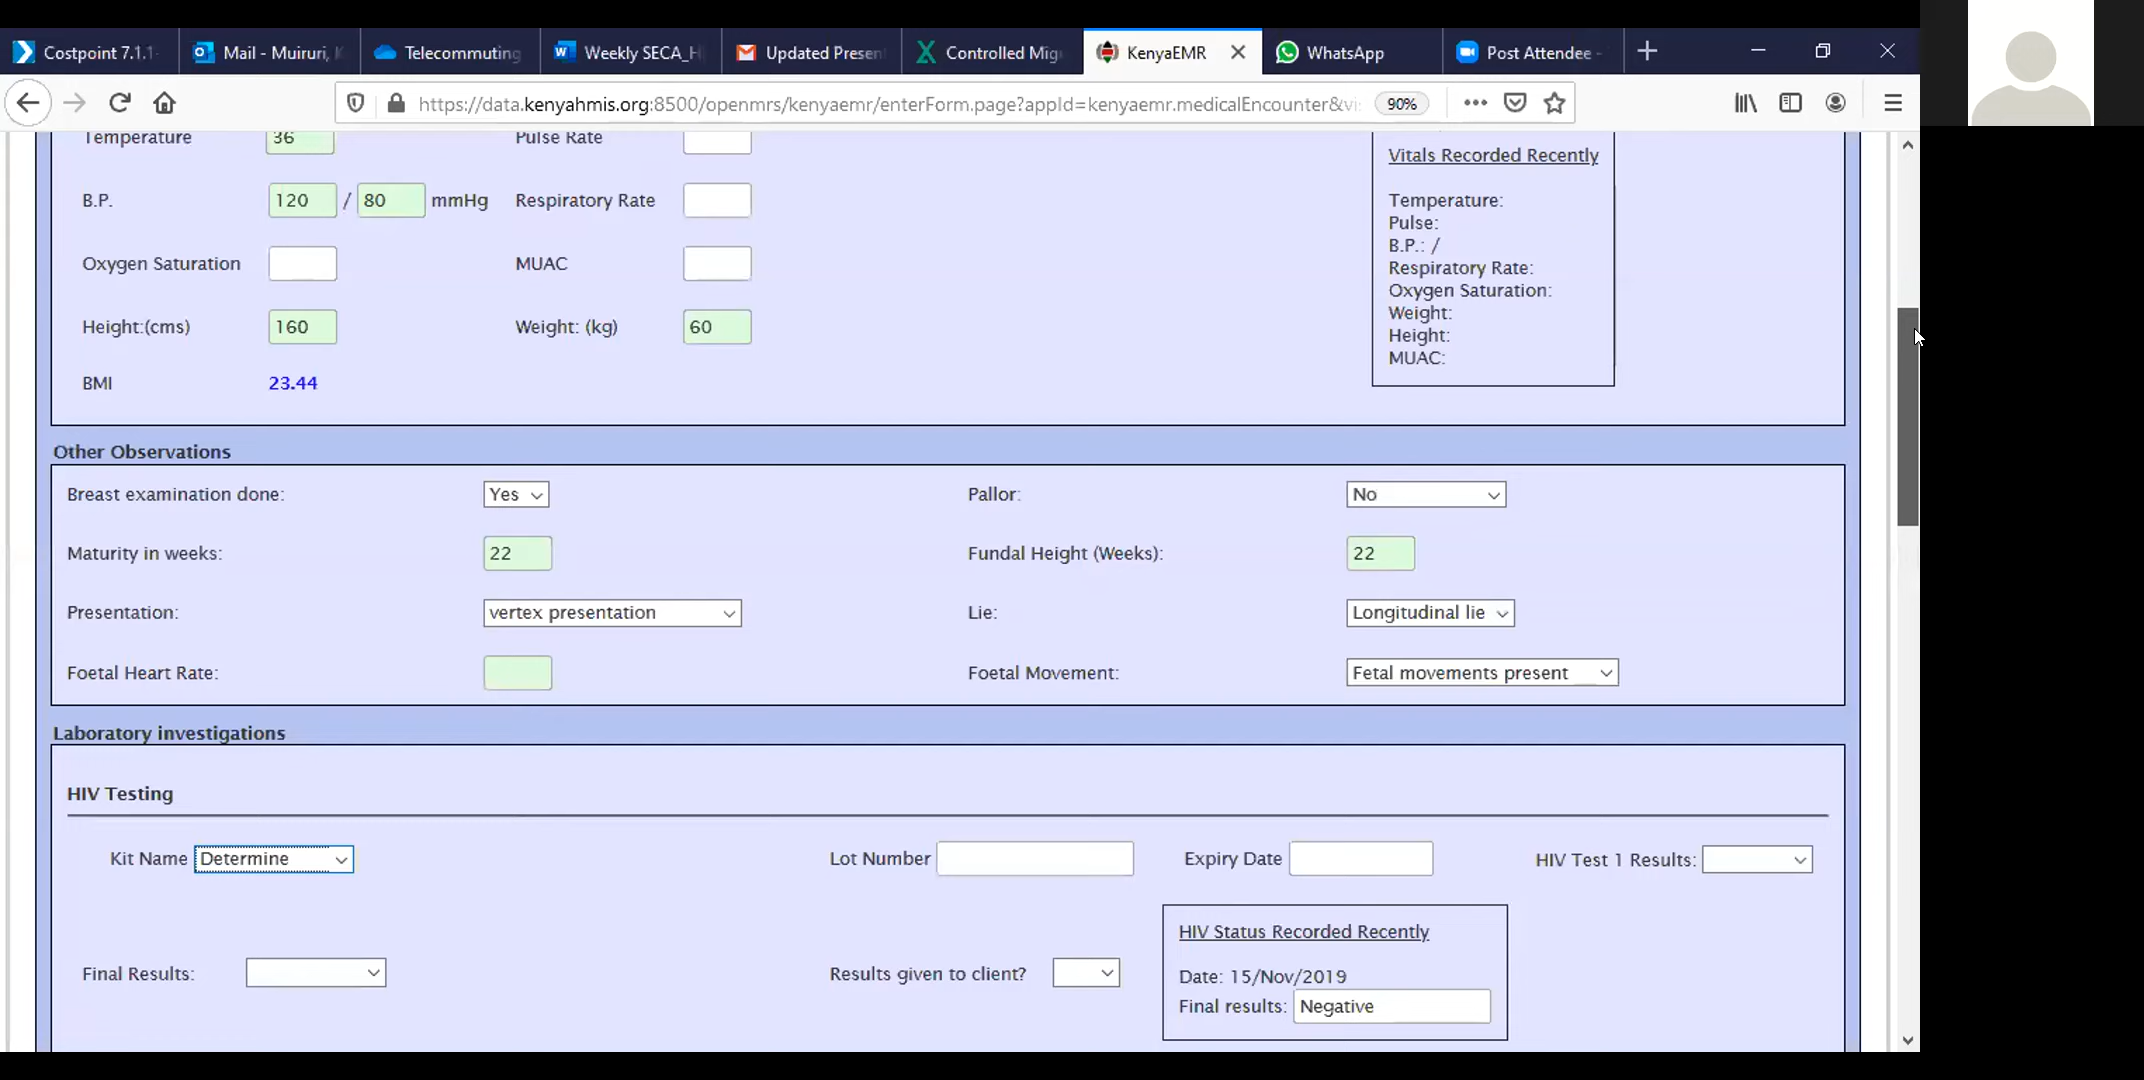 Costpoint 7.1.1
Mail - Muiruri,
Telecommuting
Weekly SECA_H
Updated Presen
Controlled Mig
KenyaEMR
WhatsApp
Post Attendee -
https://data.kenyahmis.org:8500/openmrs/kenyaemr/enterForm.page?appId=kenyaemr.medicalEncounter&vi
90%
Temperature 36 Pulse Rate
Vitals Recorded Recently
B.P. 120 / 80 mmHg Respiratory Rate
Temperature:
Pulse:
B.P.: /
Oxygen Saturation MUAC
Respiratory Rate:
Oxygen Saturation:
Height:(cms) 160 Weight: (kg) 60
Weight:
Height:
MUAC:
BMI 23.44
Other Observations
Breast examination done: Yes Pallor: No
Maturity in weeks: 22 Fundal Height (Weeks): 22
Presentation: vertex presentation Lie: Longitudinal lie
Foetal Heart Rate: Foetal Movement: Fetal movements present
Laboratory investigations
HIV Testing
Kit Name Determine Lot Number Expiry Date HIV Test 1 Results:
HIV Status Recorded Recently
Final Results: Results given to client?
Date: 15/Nov/2019
Final results: Negative